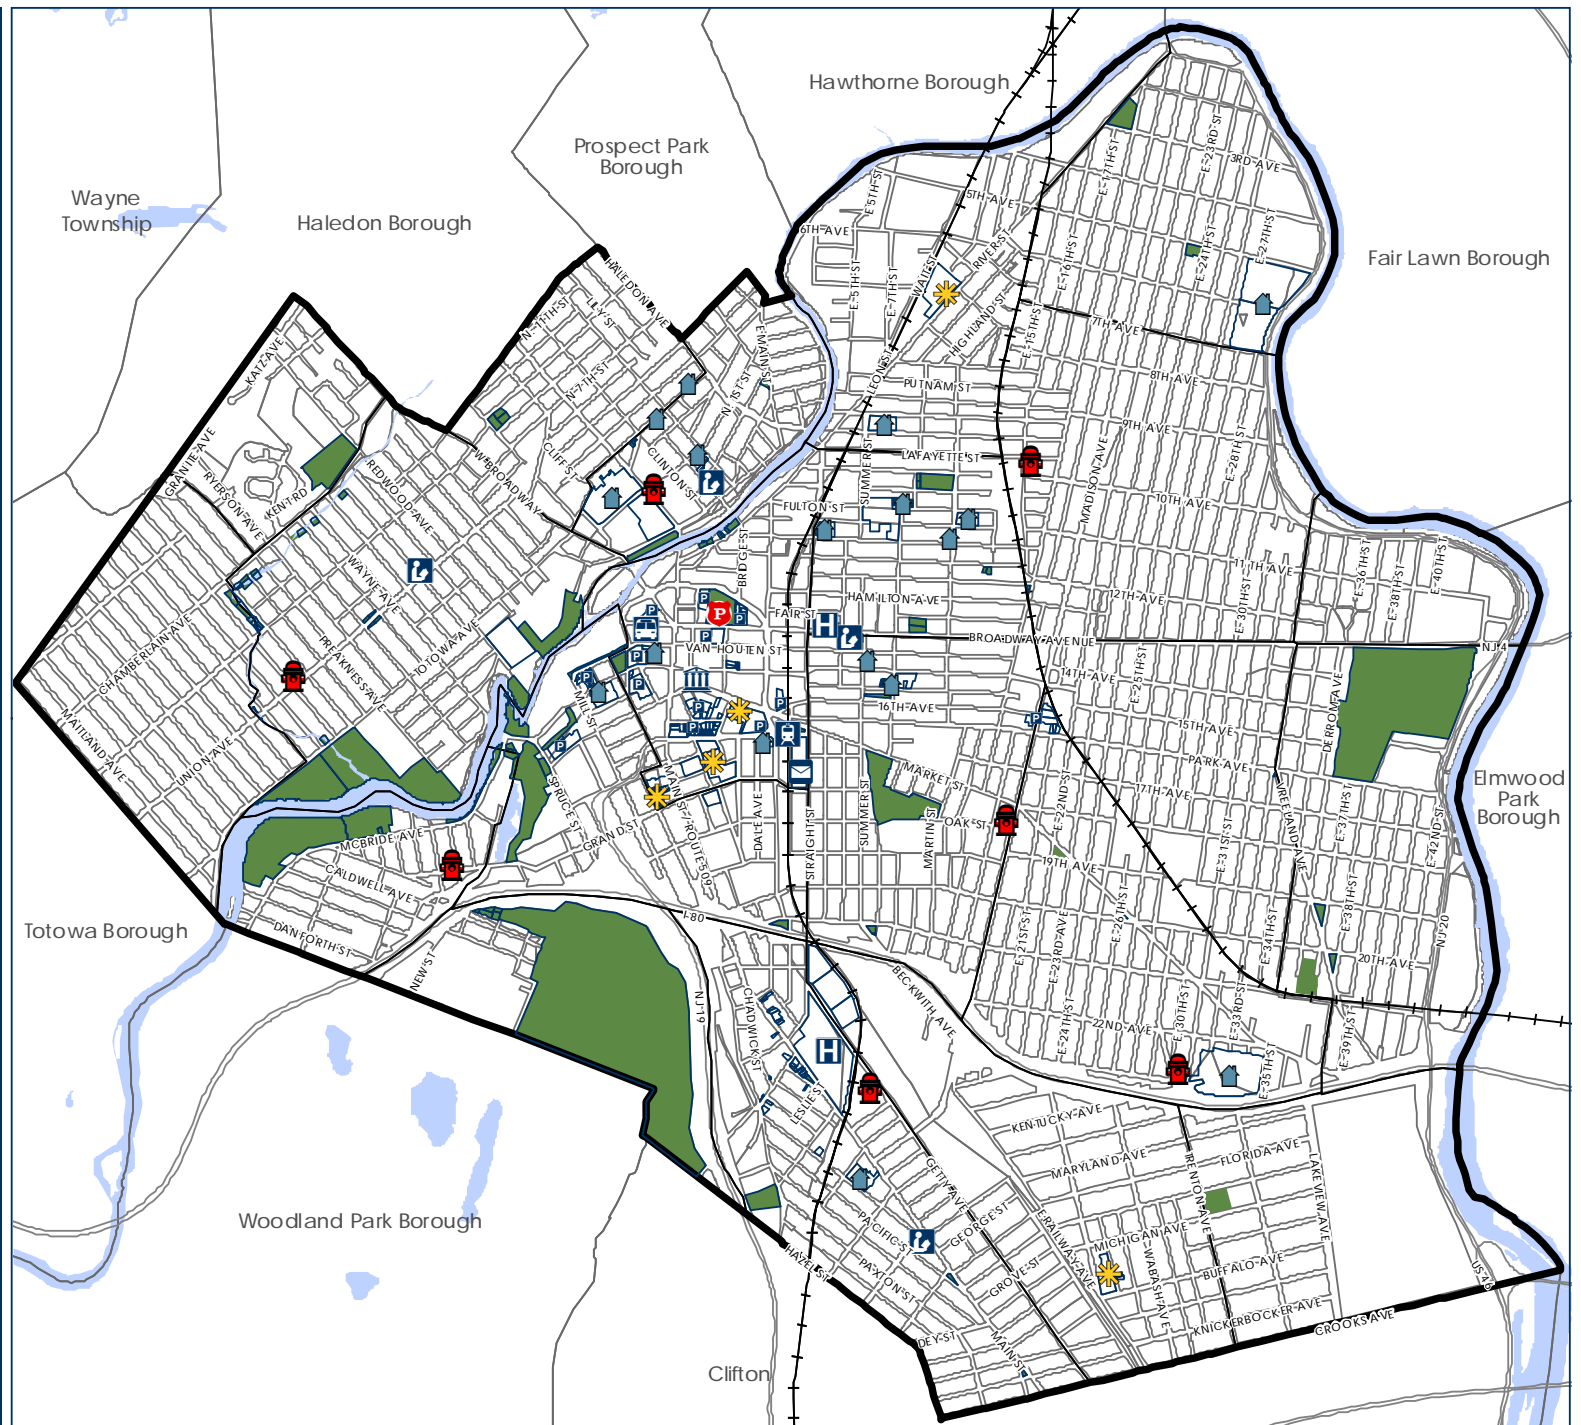 Hawthorne Borough
Prospect Park
Borough
Wayne
Township
Haledon Borough
Fair Lawn Borough
Elmwood
Park
Borough
Totowa Borough
Woodland Park Borough
Clifton
E-23RD-ST
3RD-AVE
E-17TH-ST
5TH-AVE
E-5TH-ST
6TH-AVE
RIVER-ST
E-16TH-ST
E-24TH-ST
E-27TH-ST
HALEDON-AVE
N-11TH-ST
WAIT-ST
E-5TH-ST
E-7TH-ST
HIGHLAND-ST
E-15TH-ST
7TH-AVE
E-MAIN-ST
KATZ-AVE
N-7TH-ST
N-1ST-ST
LEON-ST
PUTNAM-ST
8TH-AVE
9TH-AVE
GRANITE-AVE
RYERSON-AVE
KENT-RD
REDWOOD-AVE
W-BROADWAY
CLIFF-ST
CLINTON-ST
SUMMER-ST
LAFAYETTE-ST
MADISON-AVE
E-28TH-ST
10TH-AVE
FULTON-ST
BRIDGE-ST
WAYNE-AVE
11TH-AVE
E-36TH-ST
E-38TH-ST
E-40TH-ST
12TH-AVE
E-30TH-ST
HAMILTON-AVE
FAIR-ST
P
P
P
P
P
H
BROADWAY AVENUE
NJ-4
VAN-HOUTEN-ST
CHAMBERLAIN-AVE
PREAKNESS-AVE
TOTOWA-AVE
MILL-ST
P
P
P
14TH-AVE
E-25TH-ST
16TH-AVE
15TH-AVE
DERROM-AVE
P
P
P
P
P
P
MAITLAND-AVE
UNION-AVE
PARK-AVE
17TH-AVE
MARKET-ST
OAK-ST
E-22ND-ST
VREELAND-AVE
E-37TH-ST
E-42ND-ST
SPRUCE-ST
GRAND-ST
MAIN-ST/ROUTE-509
DALE-AVE
STRAIGHT-ST
SUMMER-ST
MARTIN-ST
19TH-AVE
E-31ST-ST
MCBRIDE-AVE
CALDWELL-AVE
DANFORTH-ST
NEW-ST
I-80
E-21ST-ST
E-23RD-AVE
E-26TH-ST
E-34TH-ST
E-38TH-ST
NJ-20
20TH-AVE
BECKWITH-AVE
NJ-19
CHADWICK-ST
H
LESLIE-ST
E-24TH-ST
22ND-AVE
E-30TH-ST
E-33RD-ST
E-35TH-ST
E-39TH-ST
KENTUCKY-AVE
MARYLAND-AVE
FLORIDA-AVE
TRENTON-AVE
LAKEVIEW-AVE
GETTY-AVE
GEORGE-ST
PACIFIC-ST
PAXTON-ST
GROVE-ST
E-RAILWAY-AVE
MICHIGAN-AVE
WABASH-AVE
BUFFALO-AVE
KNICKERBOCKER-AVE
CROOKS-AVE
US-46
HAZEL-ST
DEY-ST
MAIN-ST